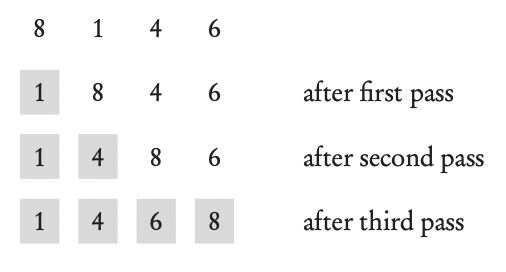 8 1 4 6
1 8 4 6 after first pass
1 4 8 6 after second pass
1 4 6 8 after third pass